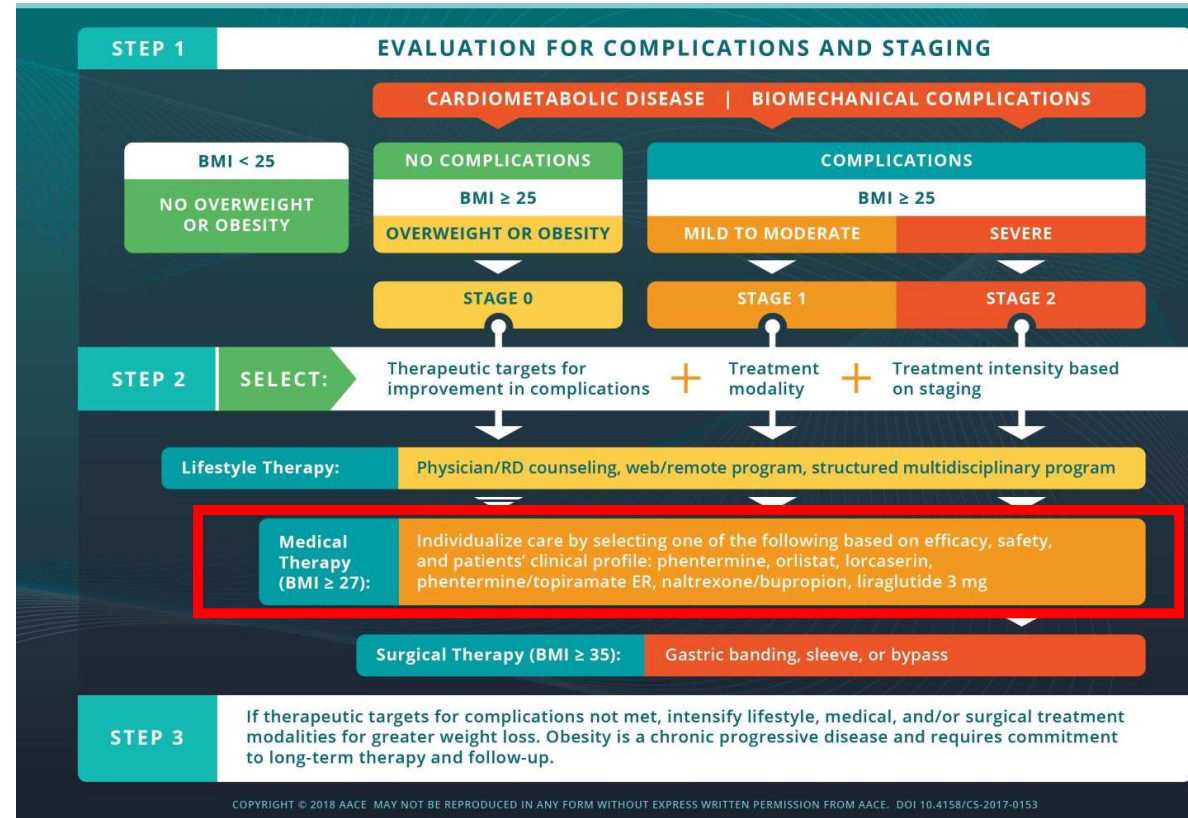 STEP 1
EVALUATION FOR COMPLICATIONS AND STAGING
CARDIOMETABOLIC DISEASE | BIOMECHANICAL COMPLICATIONS
BMI < 25
NO OVERWEIGHT
OR OBESITY
NO COMPLICATIONS
BMI ≥ 25
OVERWEIGHT OR OBESITY
COMPLICATIONS
BMI ≥ 25
MILD TO MODERATE
SEVERE
STAGE 0
STAGE 1
STAGE 2
STEP 2
SELECT:
Therapeutic targets for
improvement in complications
+
Treatment
modality
+
Treatment intensity based
on staging
Lifestyle Therapy:
Physician/RD counseling, web/remote program, structured multidisciplinary program
Medical
Therapy
(BMI ≥ 27):
Individualize care by selecting one of the following based on efficacy, safety,
and patients' clinical profile: phentermine, orlistat, lorcaserin,
phentermine/topiramate ER, naltrexone/bupropion, liraglutide 3 mg
Surgical Therapy (BMI ≥ 35):
Gastric banding, sleeve, or bypass
STEP 3
If therapeutic targets for complications not met, intensify lifestyle, medical, and/or surgical treatment
modalities for greater weight loss. Obesity is a chronic progressive disease and requires commitment
to long-term therapy and follow-up.
COPYRIGHT © 2018 AACE MAY NOT BE REPRODUCED IN ANY FORM WITHOUT EXPRESS WRITTEN PERMISSION FROM AACE. DOI 10.4158/CS-2017-0153